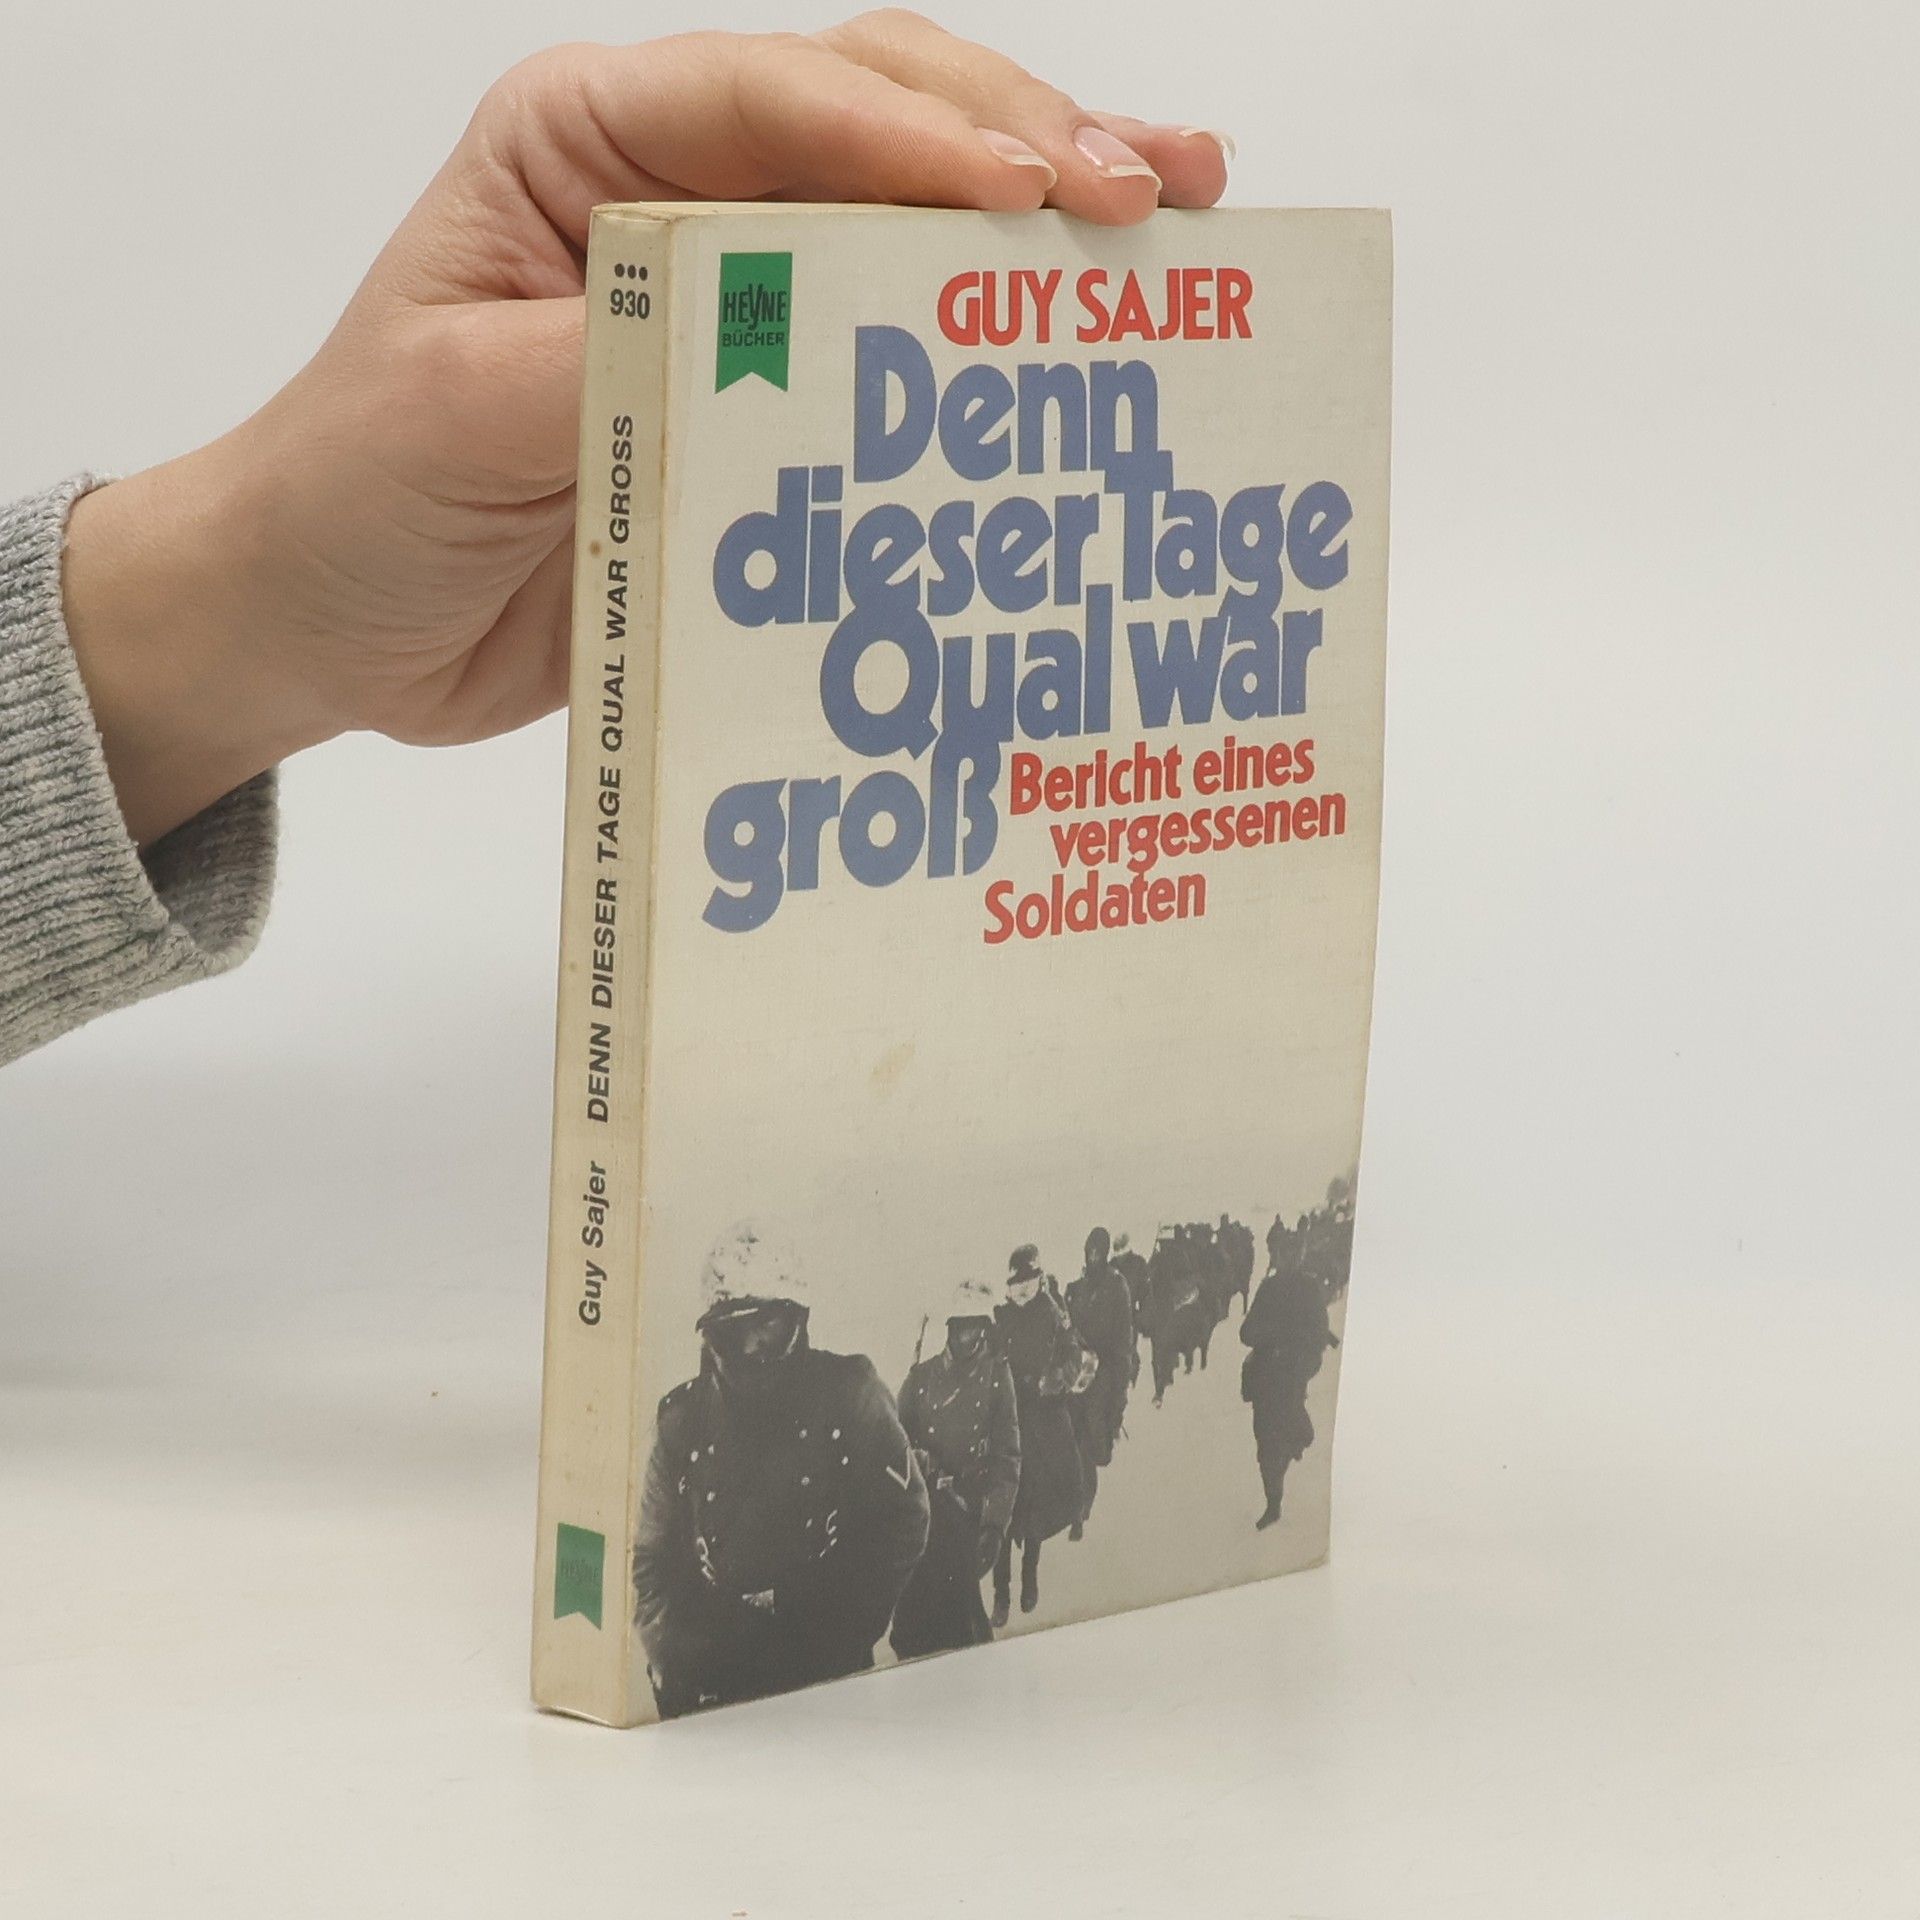 •••
930
Guy Sajer DENN DIESER TAGE QUAL WAR GROSS
HEYNE
HEYNE
BÜCHER
GUY SAJER
Denn
dieser Tage
Qual war
groß
Bericht eines
vergessenen
Soldaten